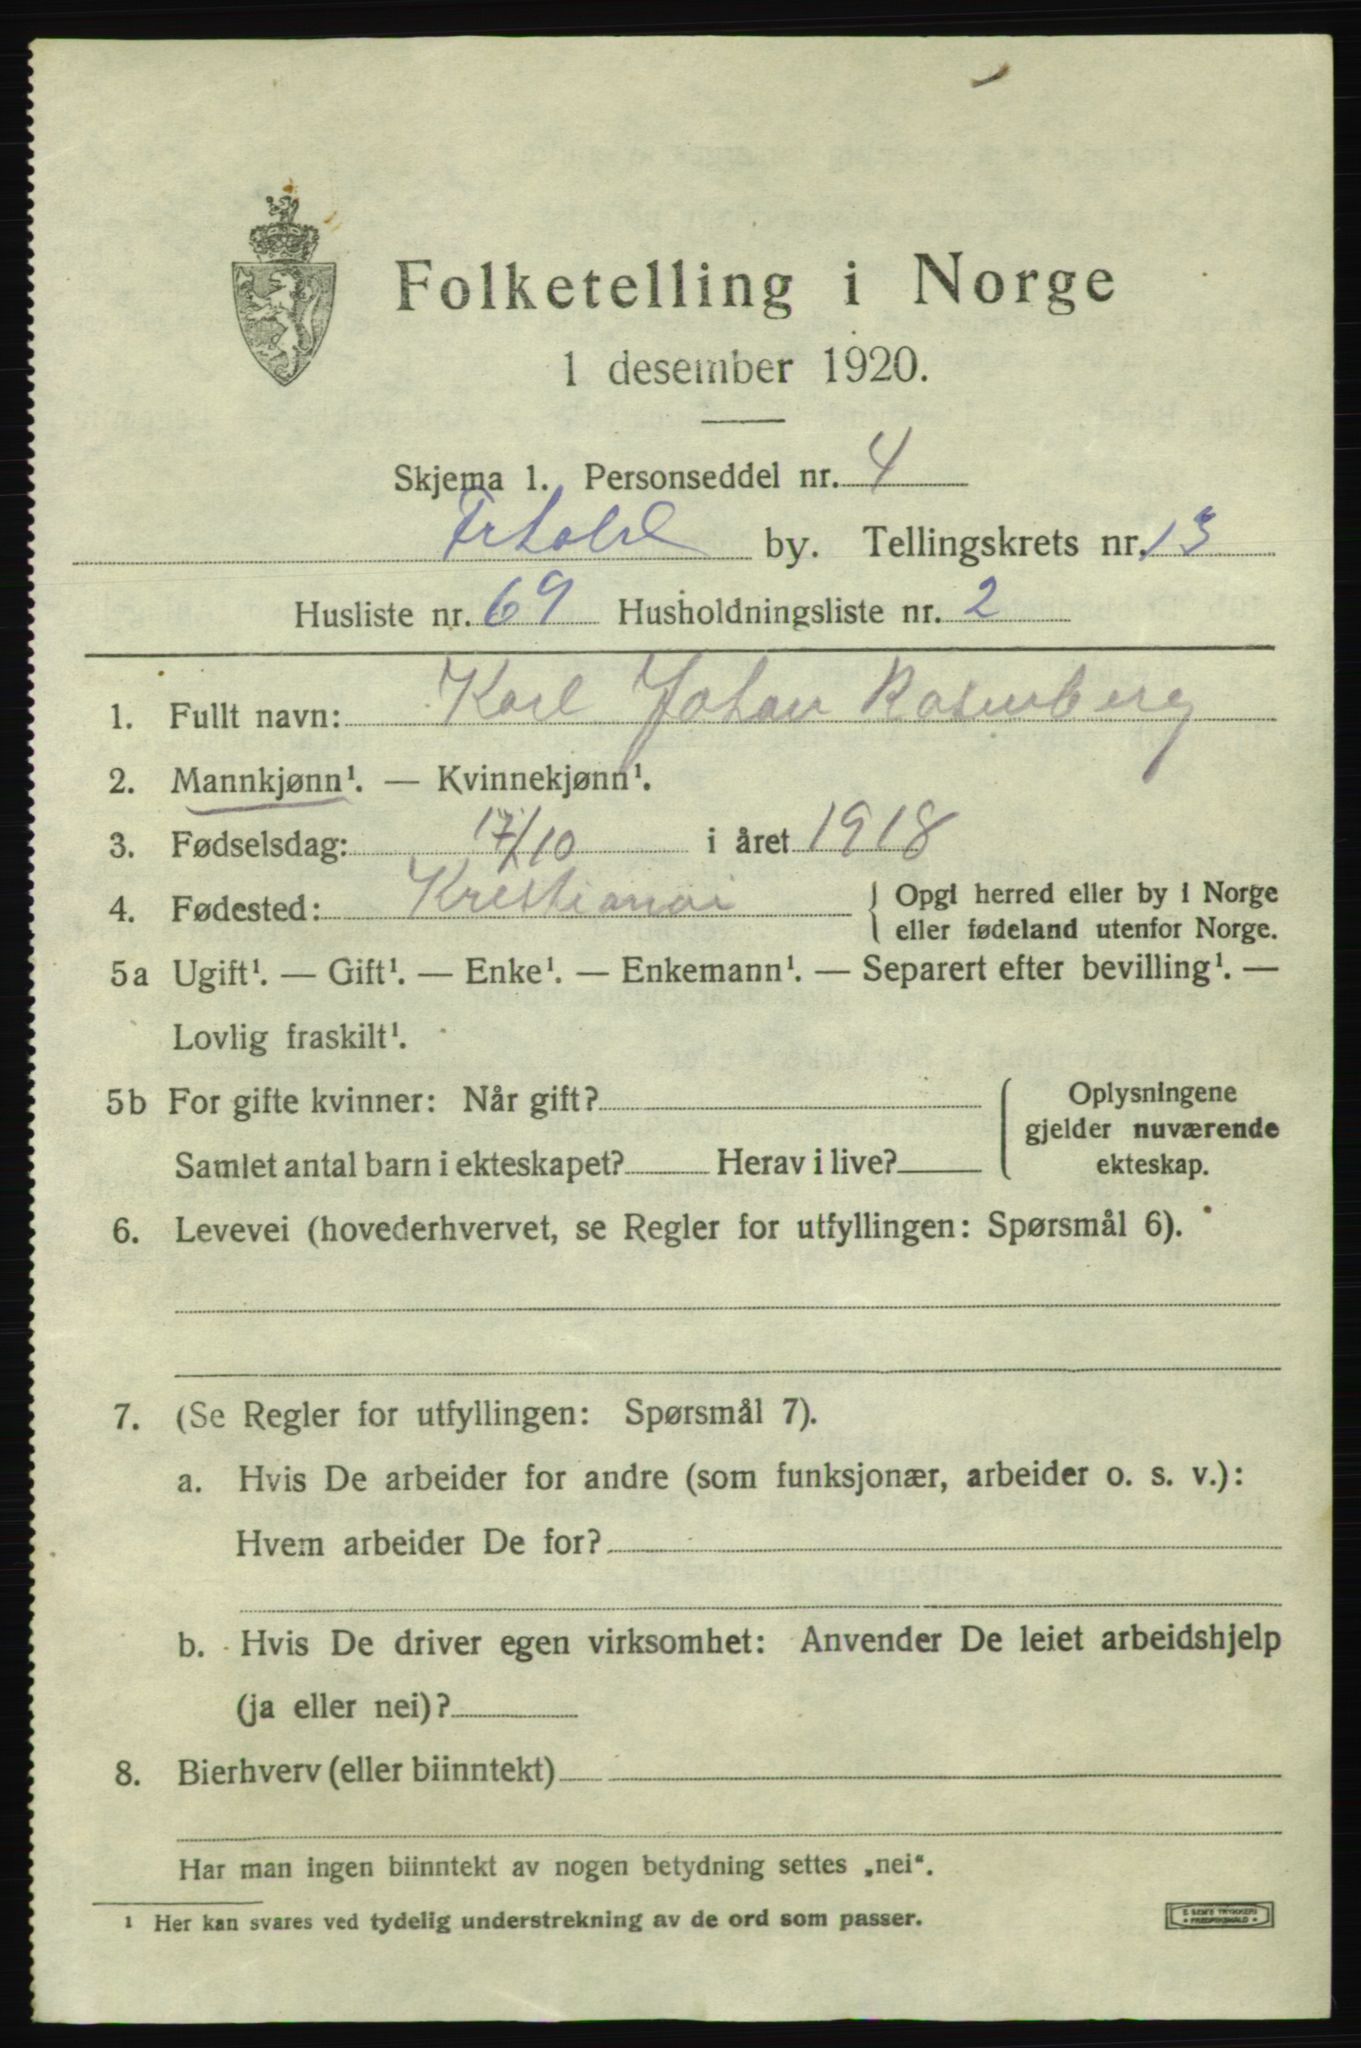 Folketelling i Norge
1 desember 1920.
Skjema 1. Personseddel nr. 4
by. Tellingskrets nr. 13
Husliste nr. 69 Husholdningsliste nr. 2
1. Fullt navn: Karl Johan Rosenberg
2. Mannkjønn¹. — Kvinnekjønn¹.
3. Fødselsdag: 17/10 i året 1918
4. Fødested: Kristiania { Opgi herred eller by i Norge
eller fødeland utenfor Norge.
5a Ugift¹. — Gift¹. — Enke¹. — Enkemann¹. — Separert efter bevilling¹. —
Lovlig fraskilt¹.
5b For gifte kvinner: Når gift?
Samlet antal barn i ekteskapet? Herav i live?
Oplysningene
gjelder nuværende
ekteskap.
6. Levevei (hovederhvervet, se Regler for utfyllingen: Spørsmål 6).
7. (Se Regler for utfyllingen: Spørsmål 7).
a. Hvis De arbeider for andre (som funksjonær, arbeider o. s. v.):
Hvem arbeider De for?
b. Hvis De driver egen virksomhet: Anvender De leiet arbeidshjelp
(ja eller nei)?
8. Bierhverv (eller biinntekt)
Har man ingen biinntekt av nogen betydning settes „nei“.
¹ Her kan svares ved tydelig understrekning av de ord som passer.